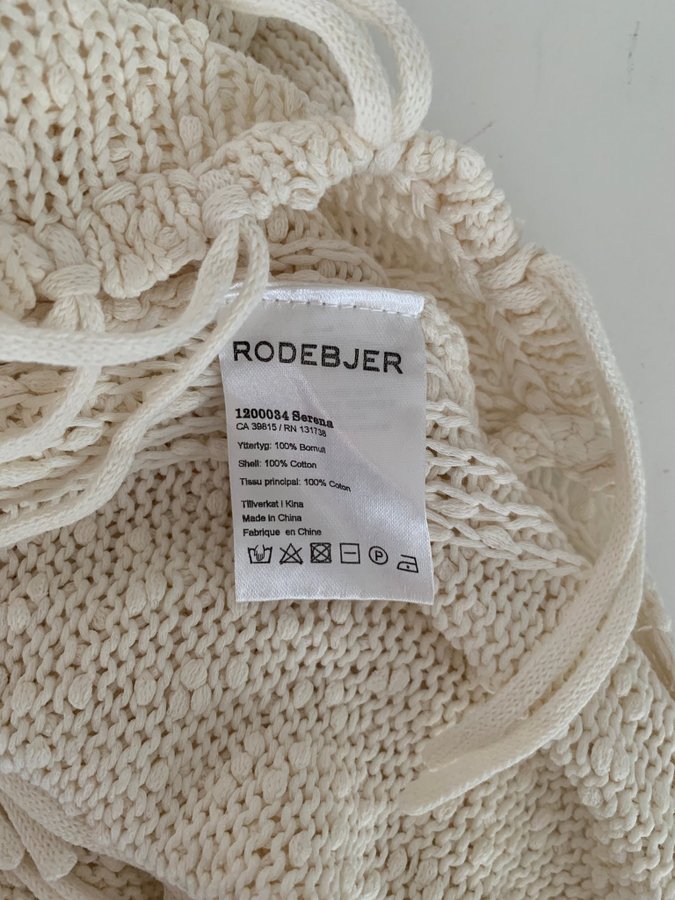 RODEBJER
1200034 Serena
CA 39815 / RN 131738
Yttertyg: 100% Bomull
Shell: 100% Cotton
Tissu principal: 100% Coton
Tillverkat i Kina
Made in China
Fabrique en Chine
P